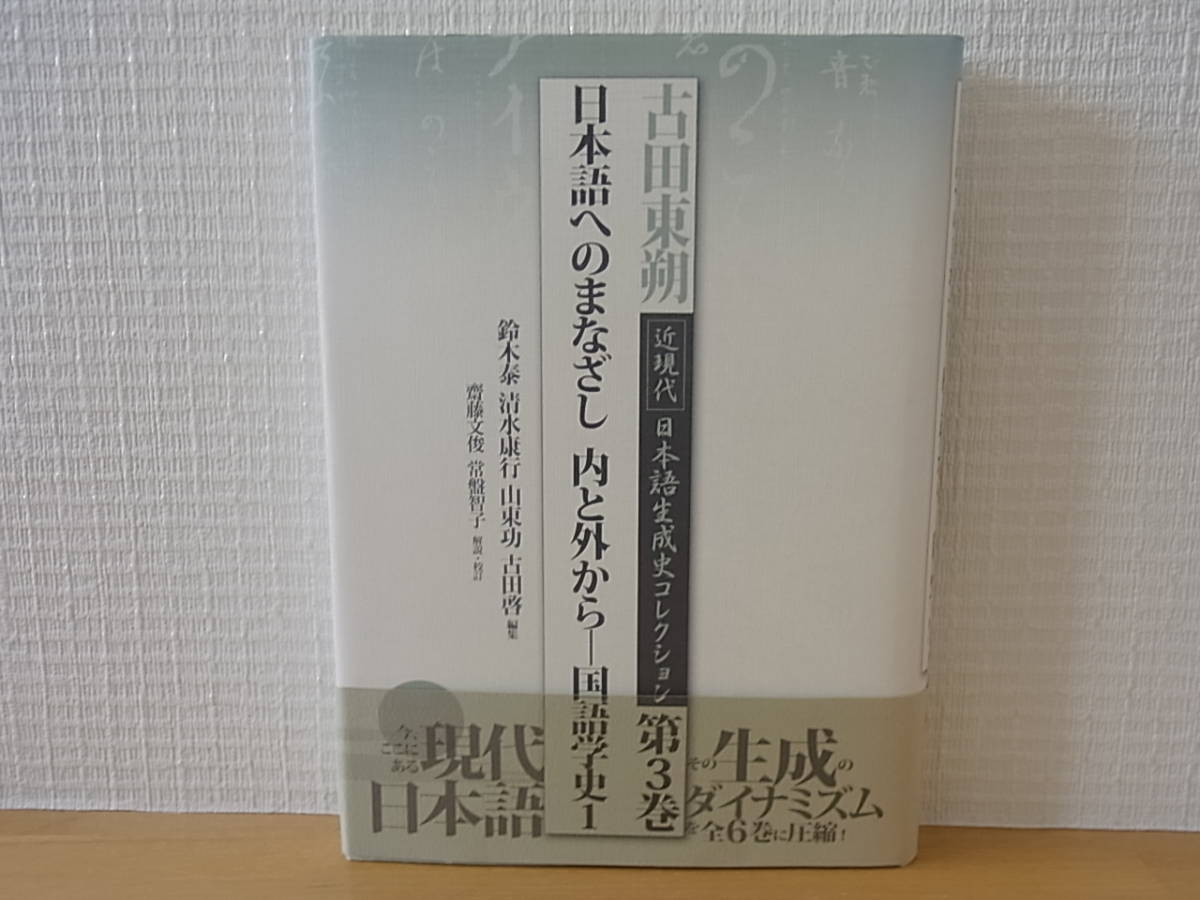 古田東朔
近現代 日本語生成史コレクション 第3巻
日本語へのまなざし 内と外から―国語学史1
鈴木泰 清水康行 山東功 古田啓 編集
齋藤文俊 常盤智子 解説・校訂
今、ここにある
現代
日本語
その生成の
ダイナミズム
を全6巻に圧縮!